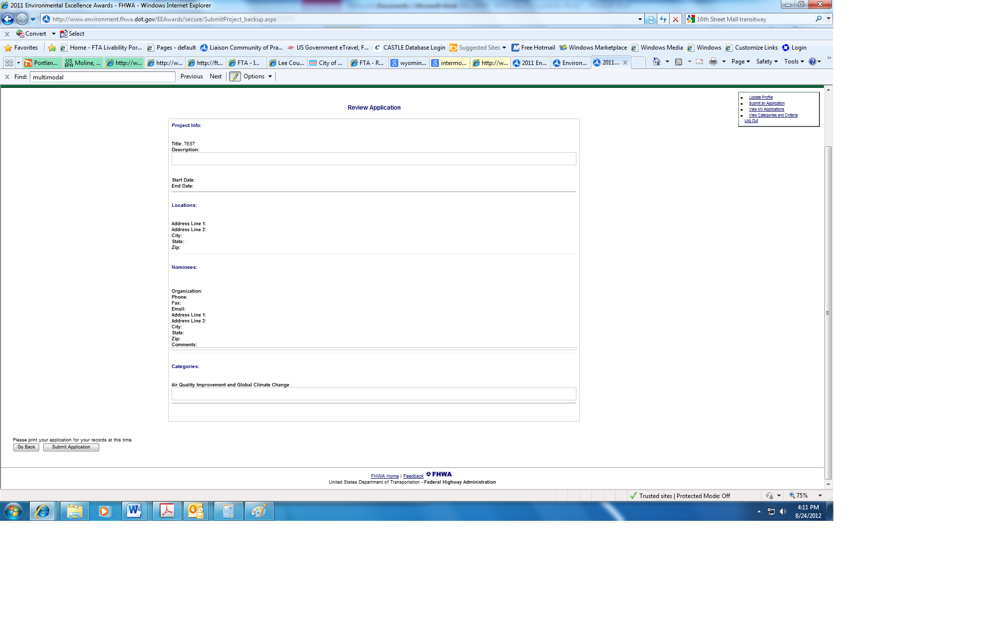 2011 Environmental Excellence Awards - FHWA - Windows Internet Explorer
http://www.environment.fhwa.dot.gov/EEAwards/secure/SubmitProject_backup.aspx
16th Street Mall transitway
x Convert Select
Favorites Home - FTA Livability Por... Pages - default Liaison Community of Pra... US Government eTravel, F... CASTLE Database Login Suggested Sites Free Hotmail Windows Marketplace Windows Media Windows Customize Links Login
Portlan... US EPA Moline, ... http://w... http://w... http://ft... FTA - I... Lee Cou... City of ... FTA - R... wyomin... intermo... http://w... 2011 En... Environ... 2011... Page Safety Tools
x Find: multimodal Previous Next Options
Update Profile
Submit an Application
View My Applications
View Categories and Criteria
Log Out
Review Application
Project Info:
Title: TEST
Description:
Start Date:
End Date:
Locations:
Address Line 1:
Address Line 2:
City:
State:
Zip:
Nominees:
Organization:
Phone:
Fax:
Email:
Address Line 1:
Address Line 2:
City:
State:
Zip:
Comments:
Categories:
Air Quality Improvement and Global Climate Change
Please print your application for your records at this time.
Go Back Submit Application
FHWA Home | Feedback FHWA
United States Department of Transportation - Federal Highway Administration
Trusted sites | Protected Mode: Off 75%
4:11 PM
8/24/2012